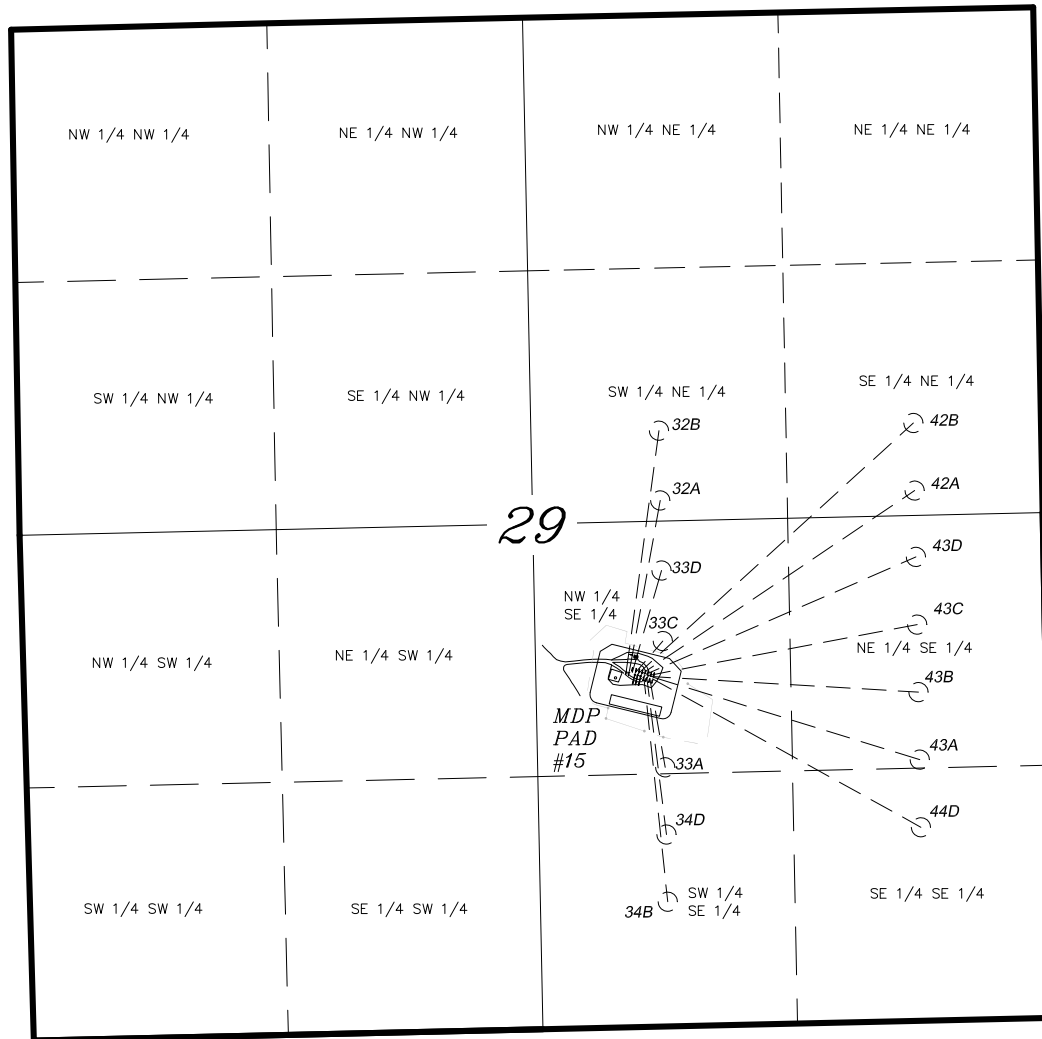 NW 1/4 NW 1/4
NE 1/4 NW 1/4
NW 1/4 NE 1/4
NE 1/4 NE 1/4
SW 1/4 NW 1/4
SE 1/4 NW 1/4
SW 1/4 NE 1/4
SE 1/4 NE 1/4
32B
42B
32A
42A
29
43D
33D
NW 1/4
SE 1/4
33C
43C
NW 1/4 SW 1/4
NE 1/4 SW 1/4
NE 1/4 SE 1/4
43B
MDP
PAD
#15
43A
33A
34D
44D
SW 1/4 SW 1/4
SE 1/4 SW 1/4
34B
SW 1/4
SE 1/4
SE 1/4 SE 1/4